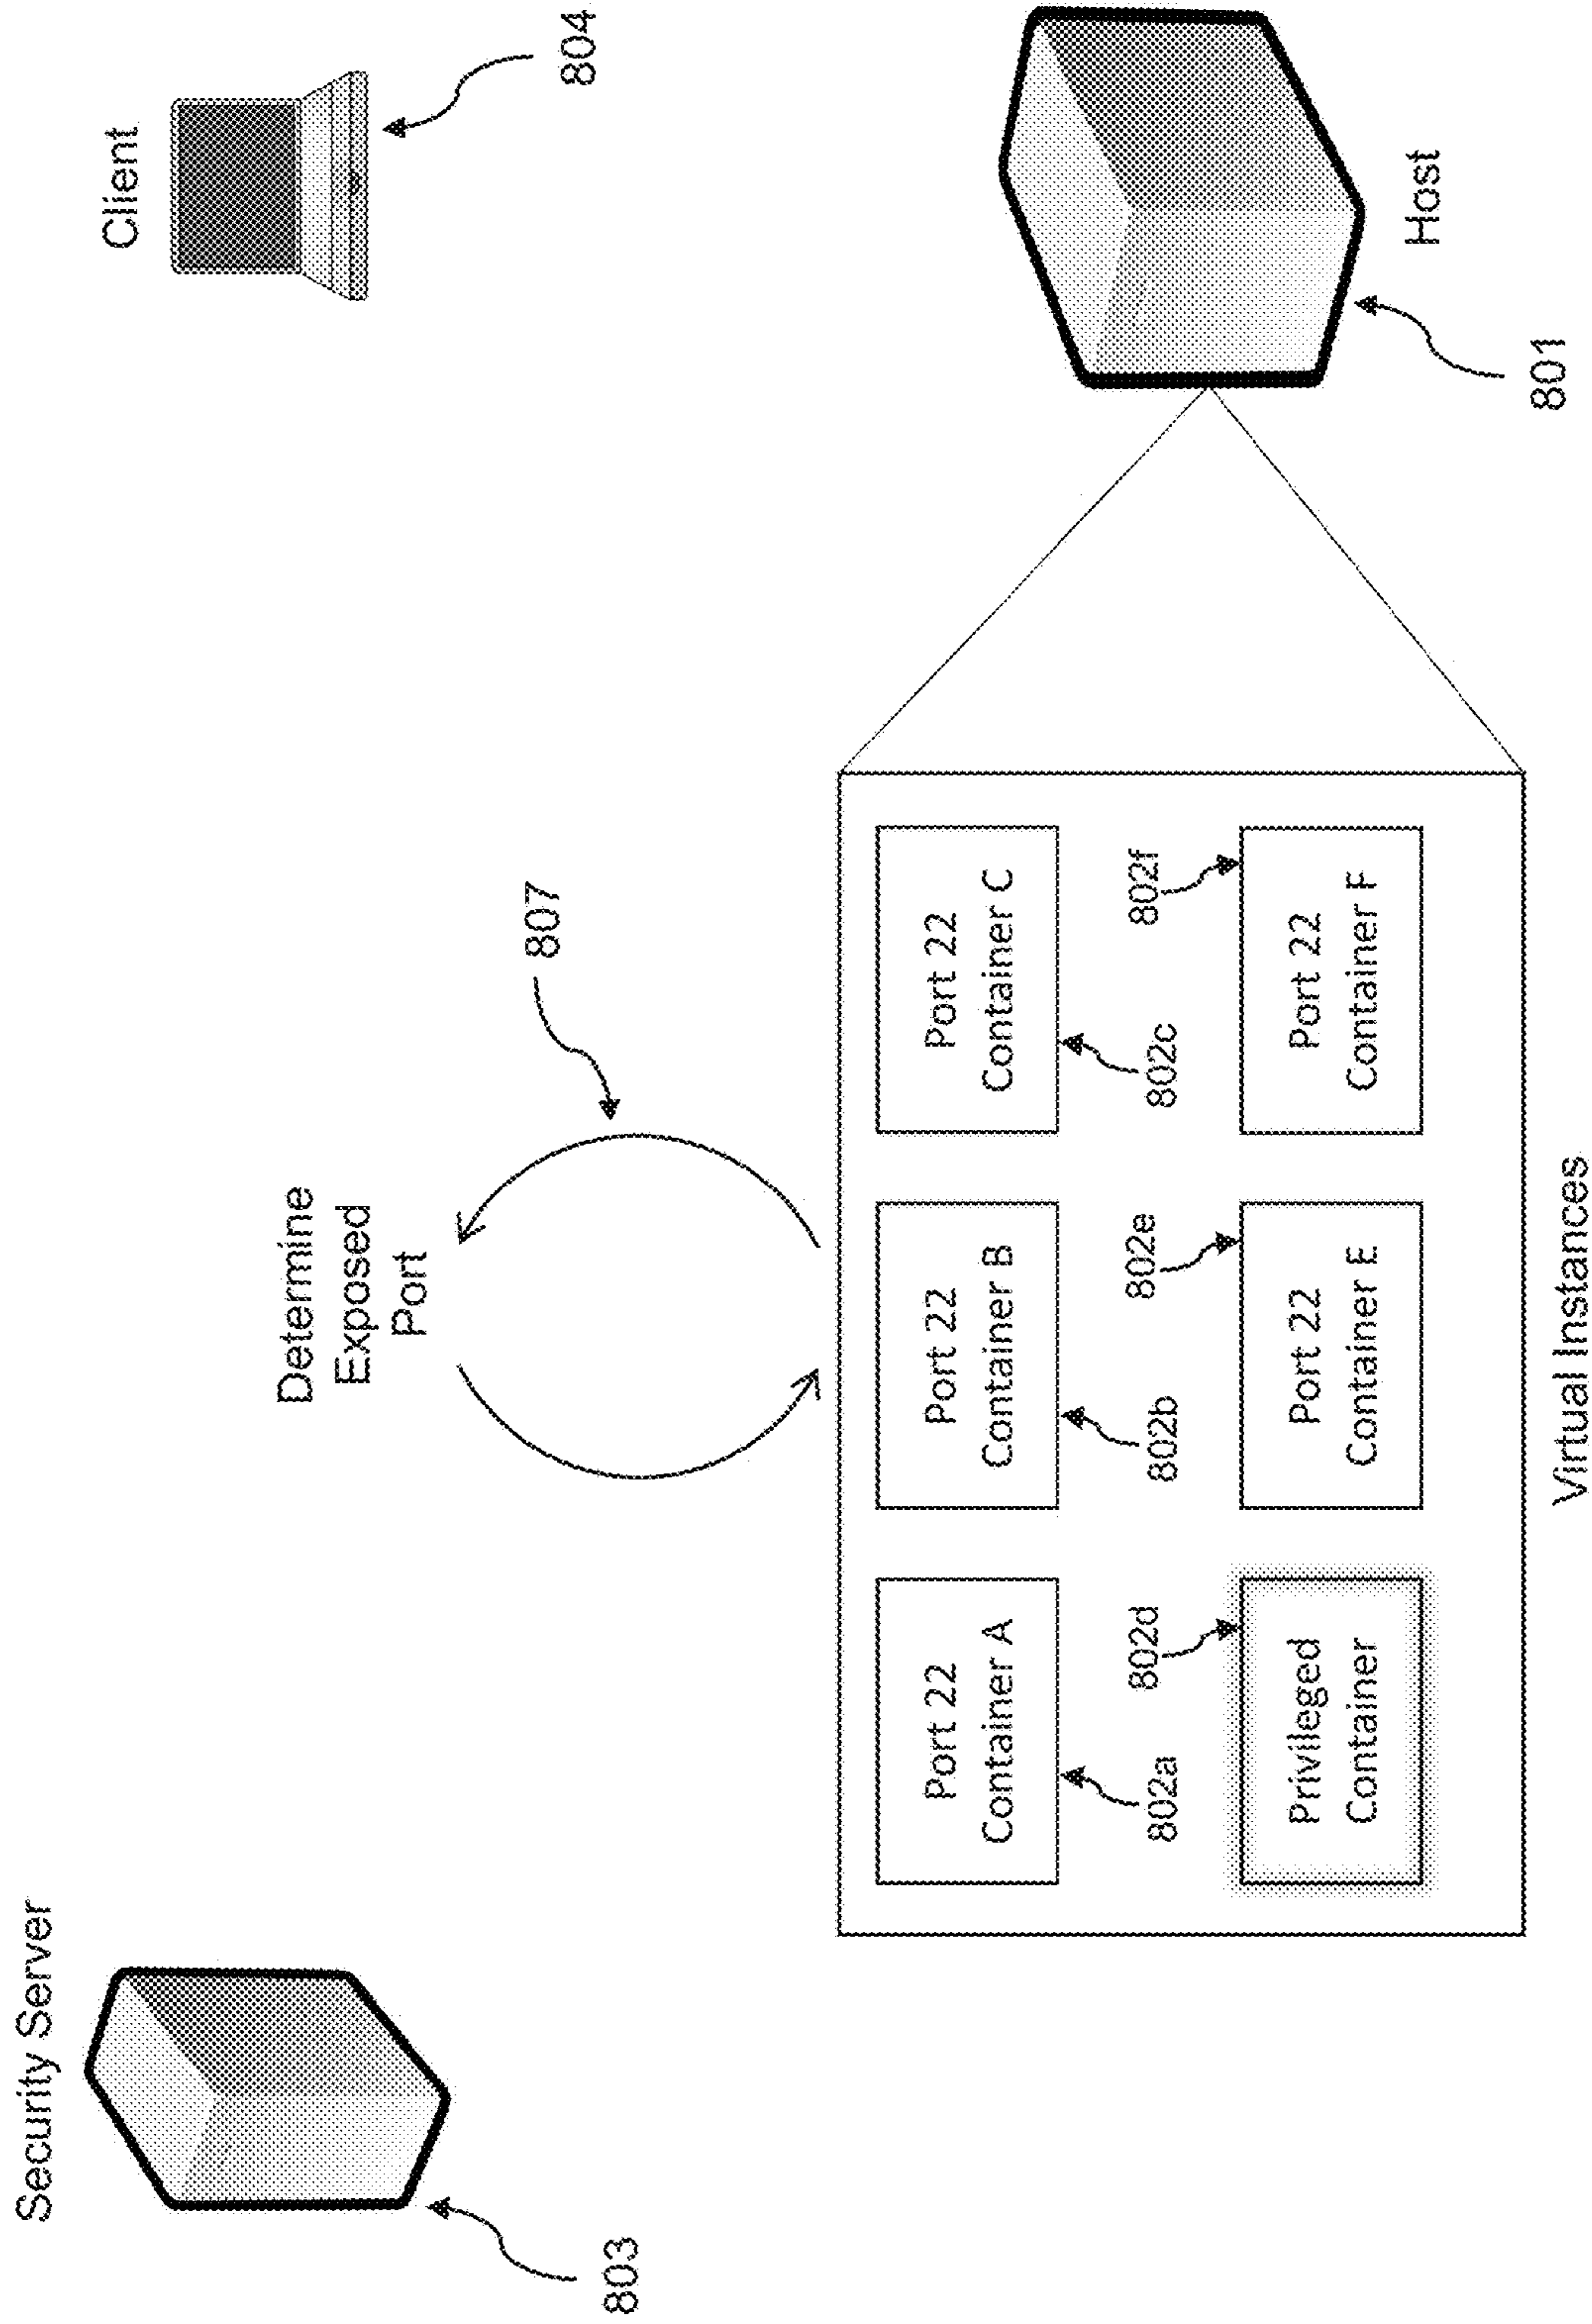 Security Server
803
Client
804
Determine
Exposed
Port
807
Port 22
Container A
802a
Port 22
Container B
802b
Port 22
Container C
802c
802d
Privileged
Container
802e
Port 22
Container E
802f
Port 22
Container F
Virtual Instances
Host
801